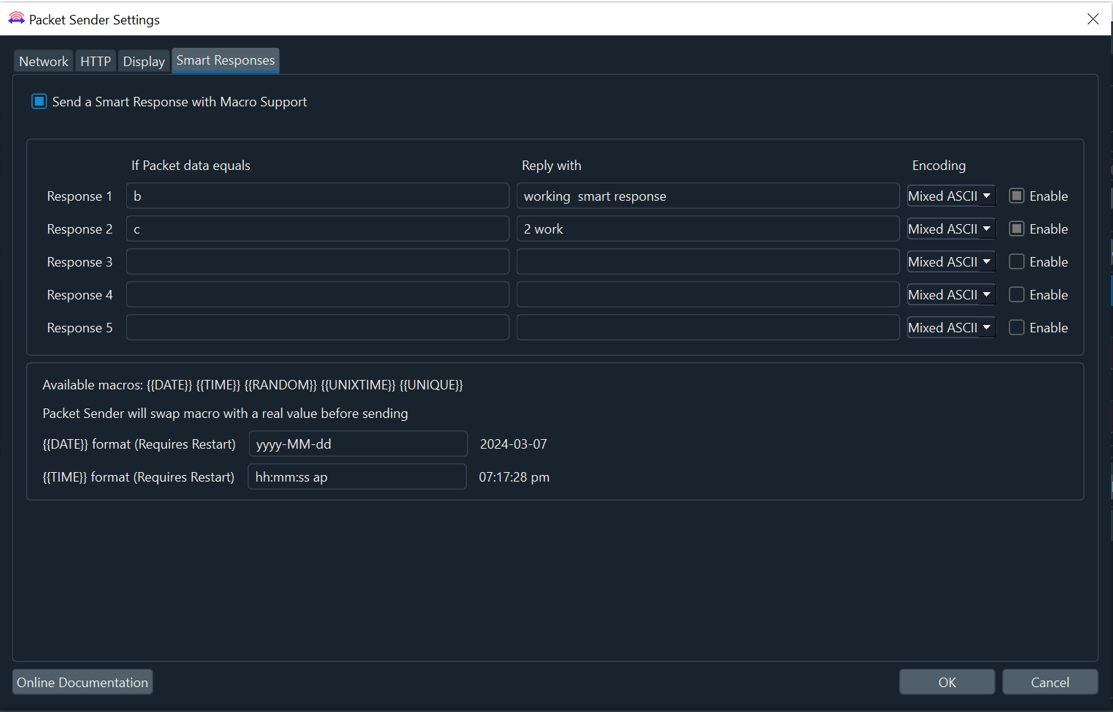 Packet Sender Settings
Network HTTP Display Smart Responses
Send a Smart Response with Macro Support
If Packet data equals Reply with Encoding
Response 1 b working  smart response Mixed ASCII Enable
Response 2 c 2 work Mixed ASCII Enable
Response 3 Mixed ASCII Enable
Response 4 Mixed ASCII Enable
Response 5 Mixed ASCII Enable
Available macros: {{DATE}} {{TIME}} {{RANDOM}} {{UNIXTIME}} {{UNIQUE}}
Packet Sender will swap macro with a real value before sending
{{DATE}} format (Requires Restart) yyyy-MM-dd 2024-03-07
{{TIME}} format (Requires Restart) hh:mm:ss ap 07:17:28 pm
Online Documentation OK Cancel